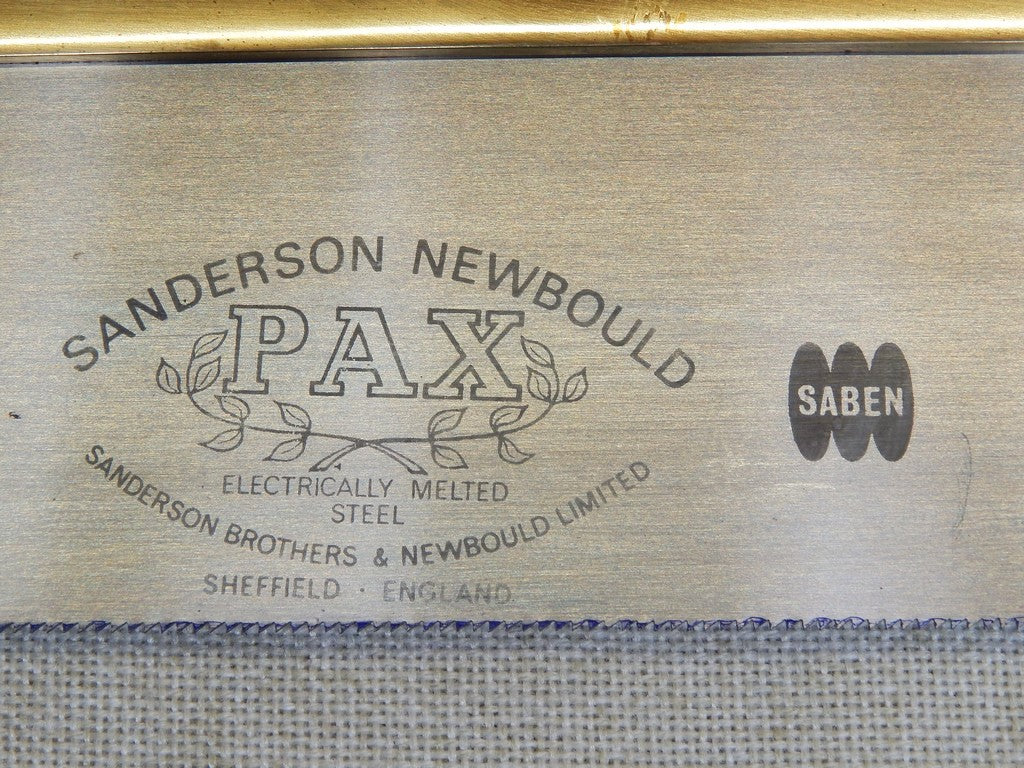 SANDERSON NEWBOULD
PAX
ELECTRICALLY MELTED
STEEL
SANDERSON BROTHERS & NEWBOULD LIMITED
SHEFFIELD · ENGLAND
SABEN